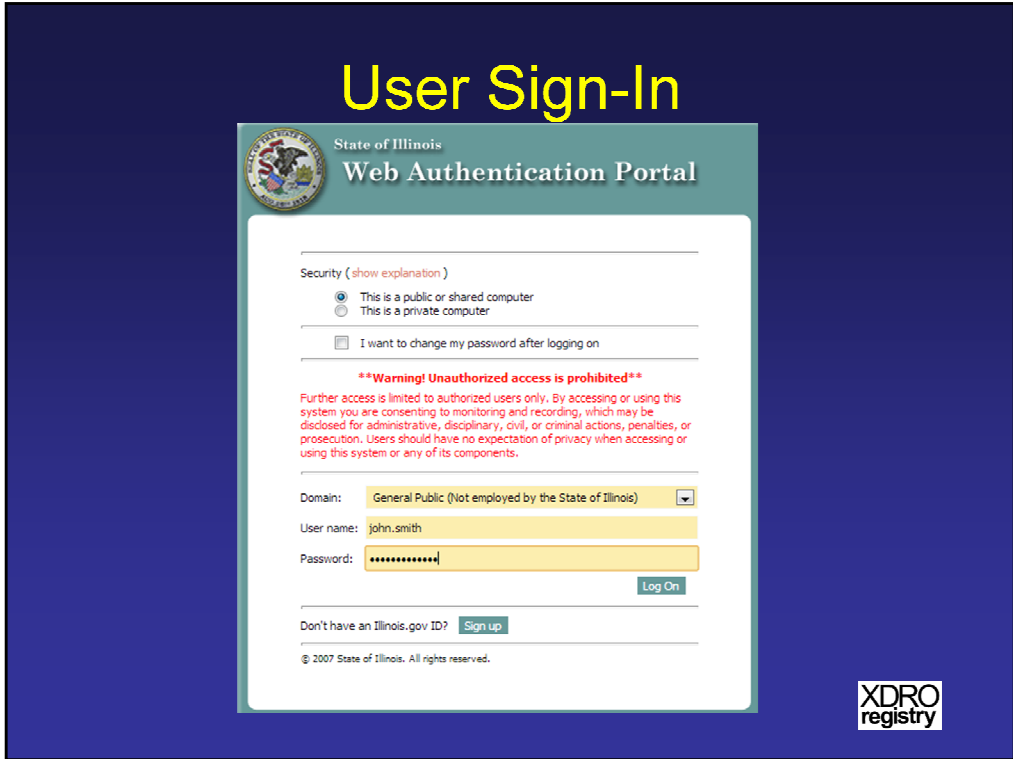 User Sign-In
State of Illinois
Web Authentication Portal
Security ( show explanation )
This is a public or shared computer
This is a private computer
I want to change my password after logging on
**Warning! Unauthorized access is prohibited**
Further access is limited to authorized users only. By accessing or using this
system you are consenting to monitoring and recording, which may be
disclosed for administrative, disciplinary, civil, or criminal actions, penalties, or
prosecution. Users should have no expectation of privacy when accessing or
using this system or any of its components.
Domain: General Public (Not employed by the State of Illinois)
User name: john.smith
Password: •••••••••••••
Log On
Don't have an Illinois.gov ID? Sign up
© 2007 State of Illinois. All rights reserved.
XDRO
registry